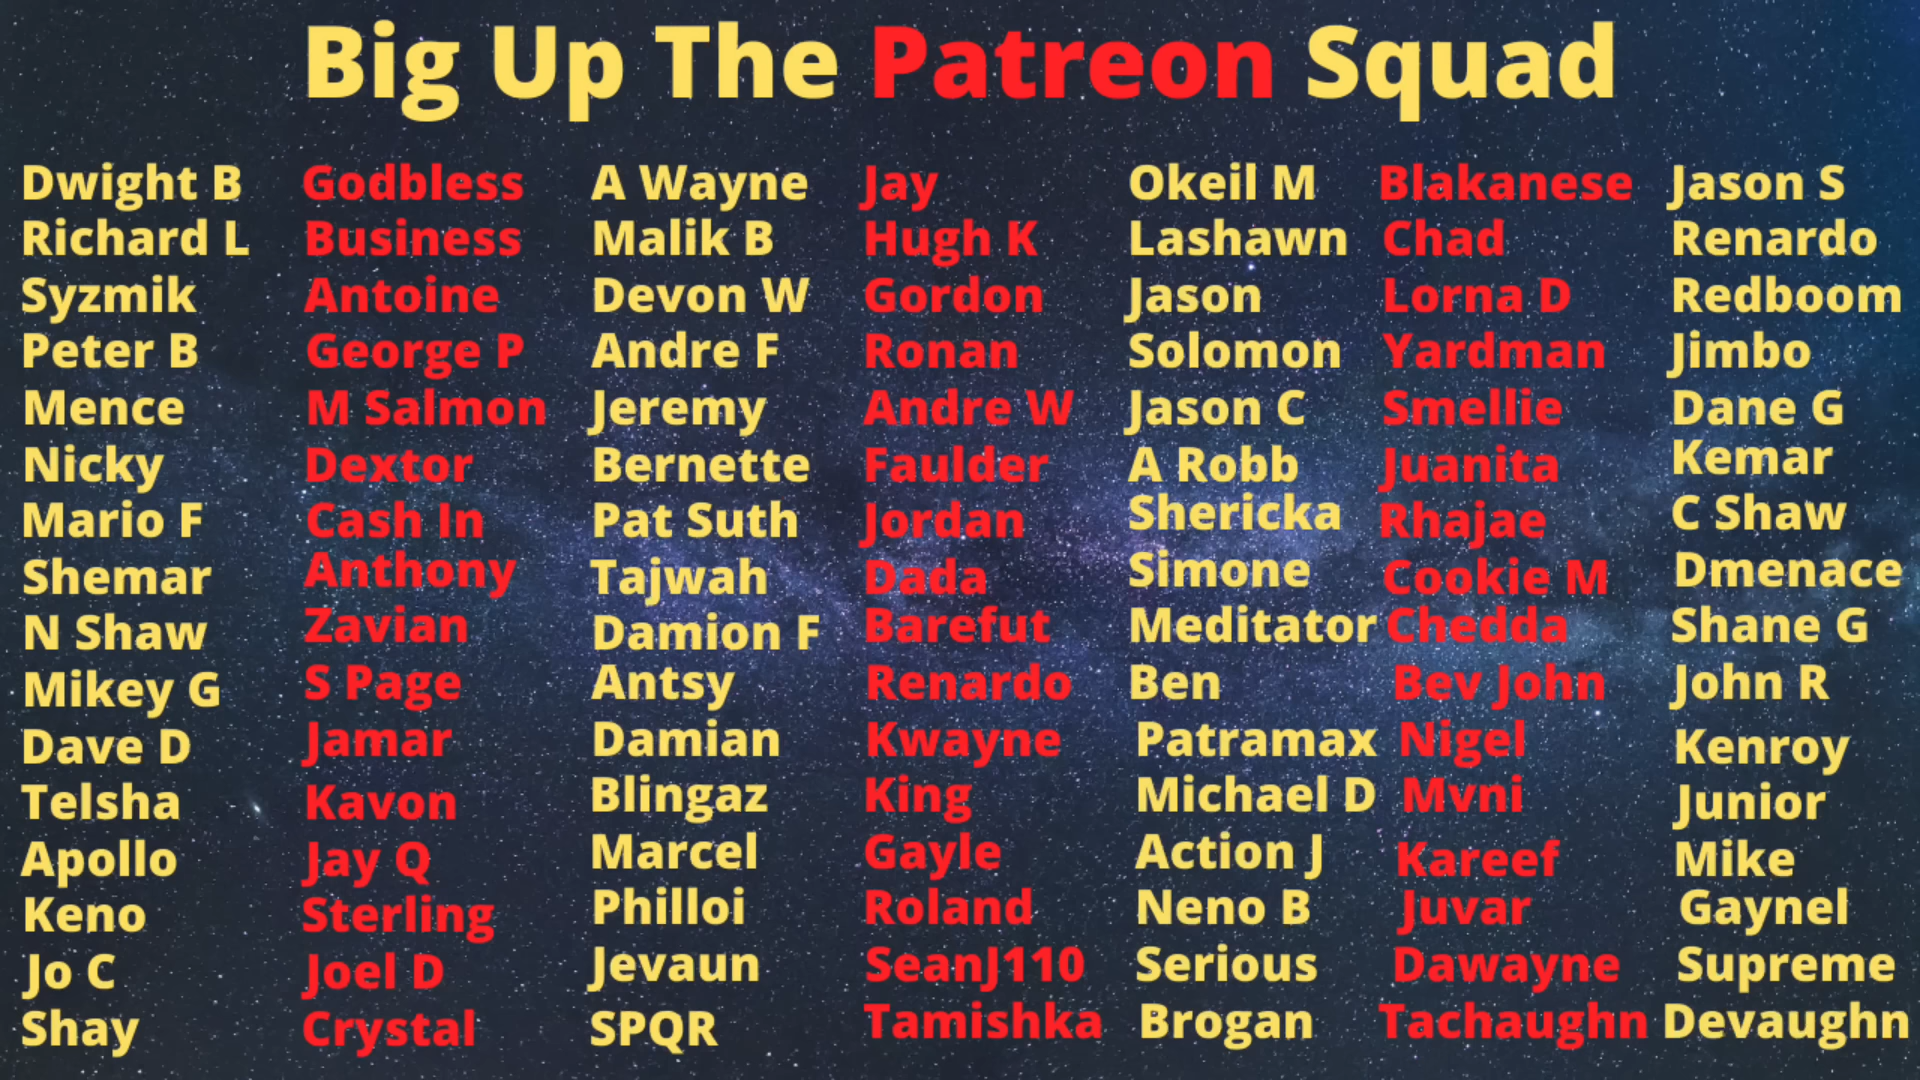 Big Up The Patreon Squad
Dwight B
Richard L
Syzmik
Peter B
Mence
Nicky
Mario F
Shemar
N Shaw
Mikey G
Dave D
Telsha
Apollo
Keno
Jo C
Shay
Godbless
Business
Antoine
George P
M Salmon
Dextor
Cash In
Anthony
Zavian
S Page
Jamar
Kavon
Jay Q
Sterling
Joel D
Crystal
A Wayne
Malik B
Devon W
Andre F
Jeremy
Bernette
Pat Suth
Tajwah
Damion F
Antsy
Damian
Blingaz
Marcel
Philloi
Jevaun
SPQR
Jay
Hugh K
Gordon
Ronan
Andre W
Faulder
Jordan
Dada
Barefut
Renardo
Kwayne
King
Gayle
Roland
SeanJ110
Tamishka
Okeil M
Lashawn
Jason
Solomon
Jason C
A Robb
Shericka
Simone
Meditator
Ben
Patramax
Michael D
Action J
Neno B
Serious
Brogan
Blakanese
Chad
Lorna D
Yardman
Smellie
Juanita
Rhajae
Cookie M
Chedda
Bev John
Nigel
Mvni
Kareef
Juvar
Dawayne
Tachaughn
Jason S
Renardo
Redboom
Jimbo
Dane G
Kemar
C Shaw
Dmenace
Shane G
John R
Kenroy
Junior
Mike
Gaynel
Supreme
Devaughn